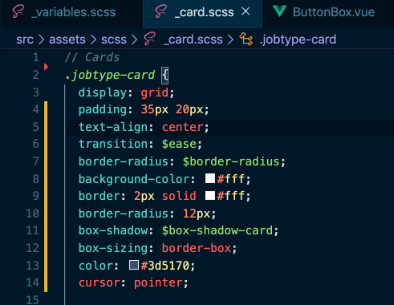 _variables.scss _card.scss × ButtonBox.vue
src > assets > scss > _card.scss > .jobtype-card
1 // Cards
2 .jobtype-card {
3 display: grid;
4 padding: 35px 20px;
5 text-align: center;
6 transition: $ease;
7 border-radius: $border-radius;
8 background-color: #fff;
9 border: 2px solid #fff;
10 border-radius: 12px;
11 box-shadow: $box-shadow-card;
12 box-sizing: border-box;
13 color: #3d5170;
14 cursor: pointer;